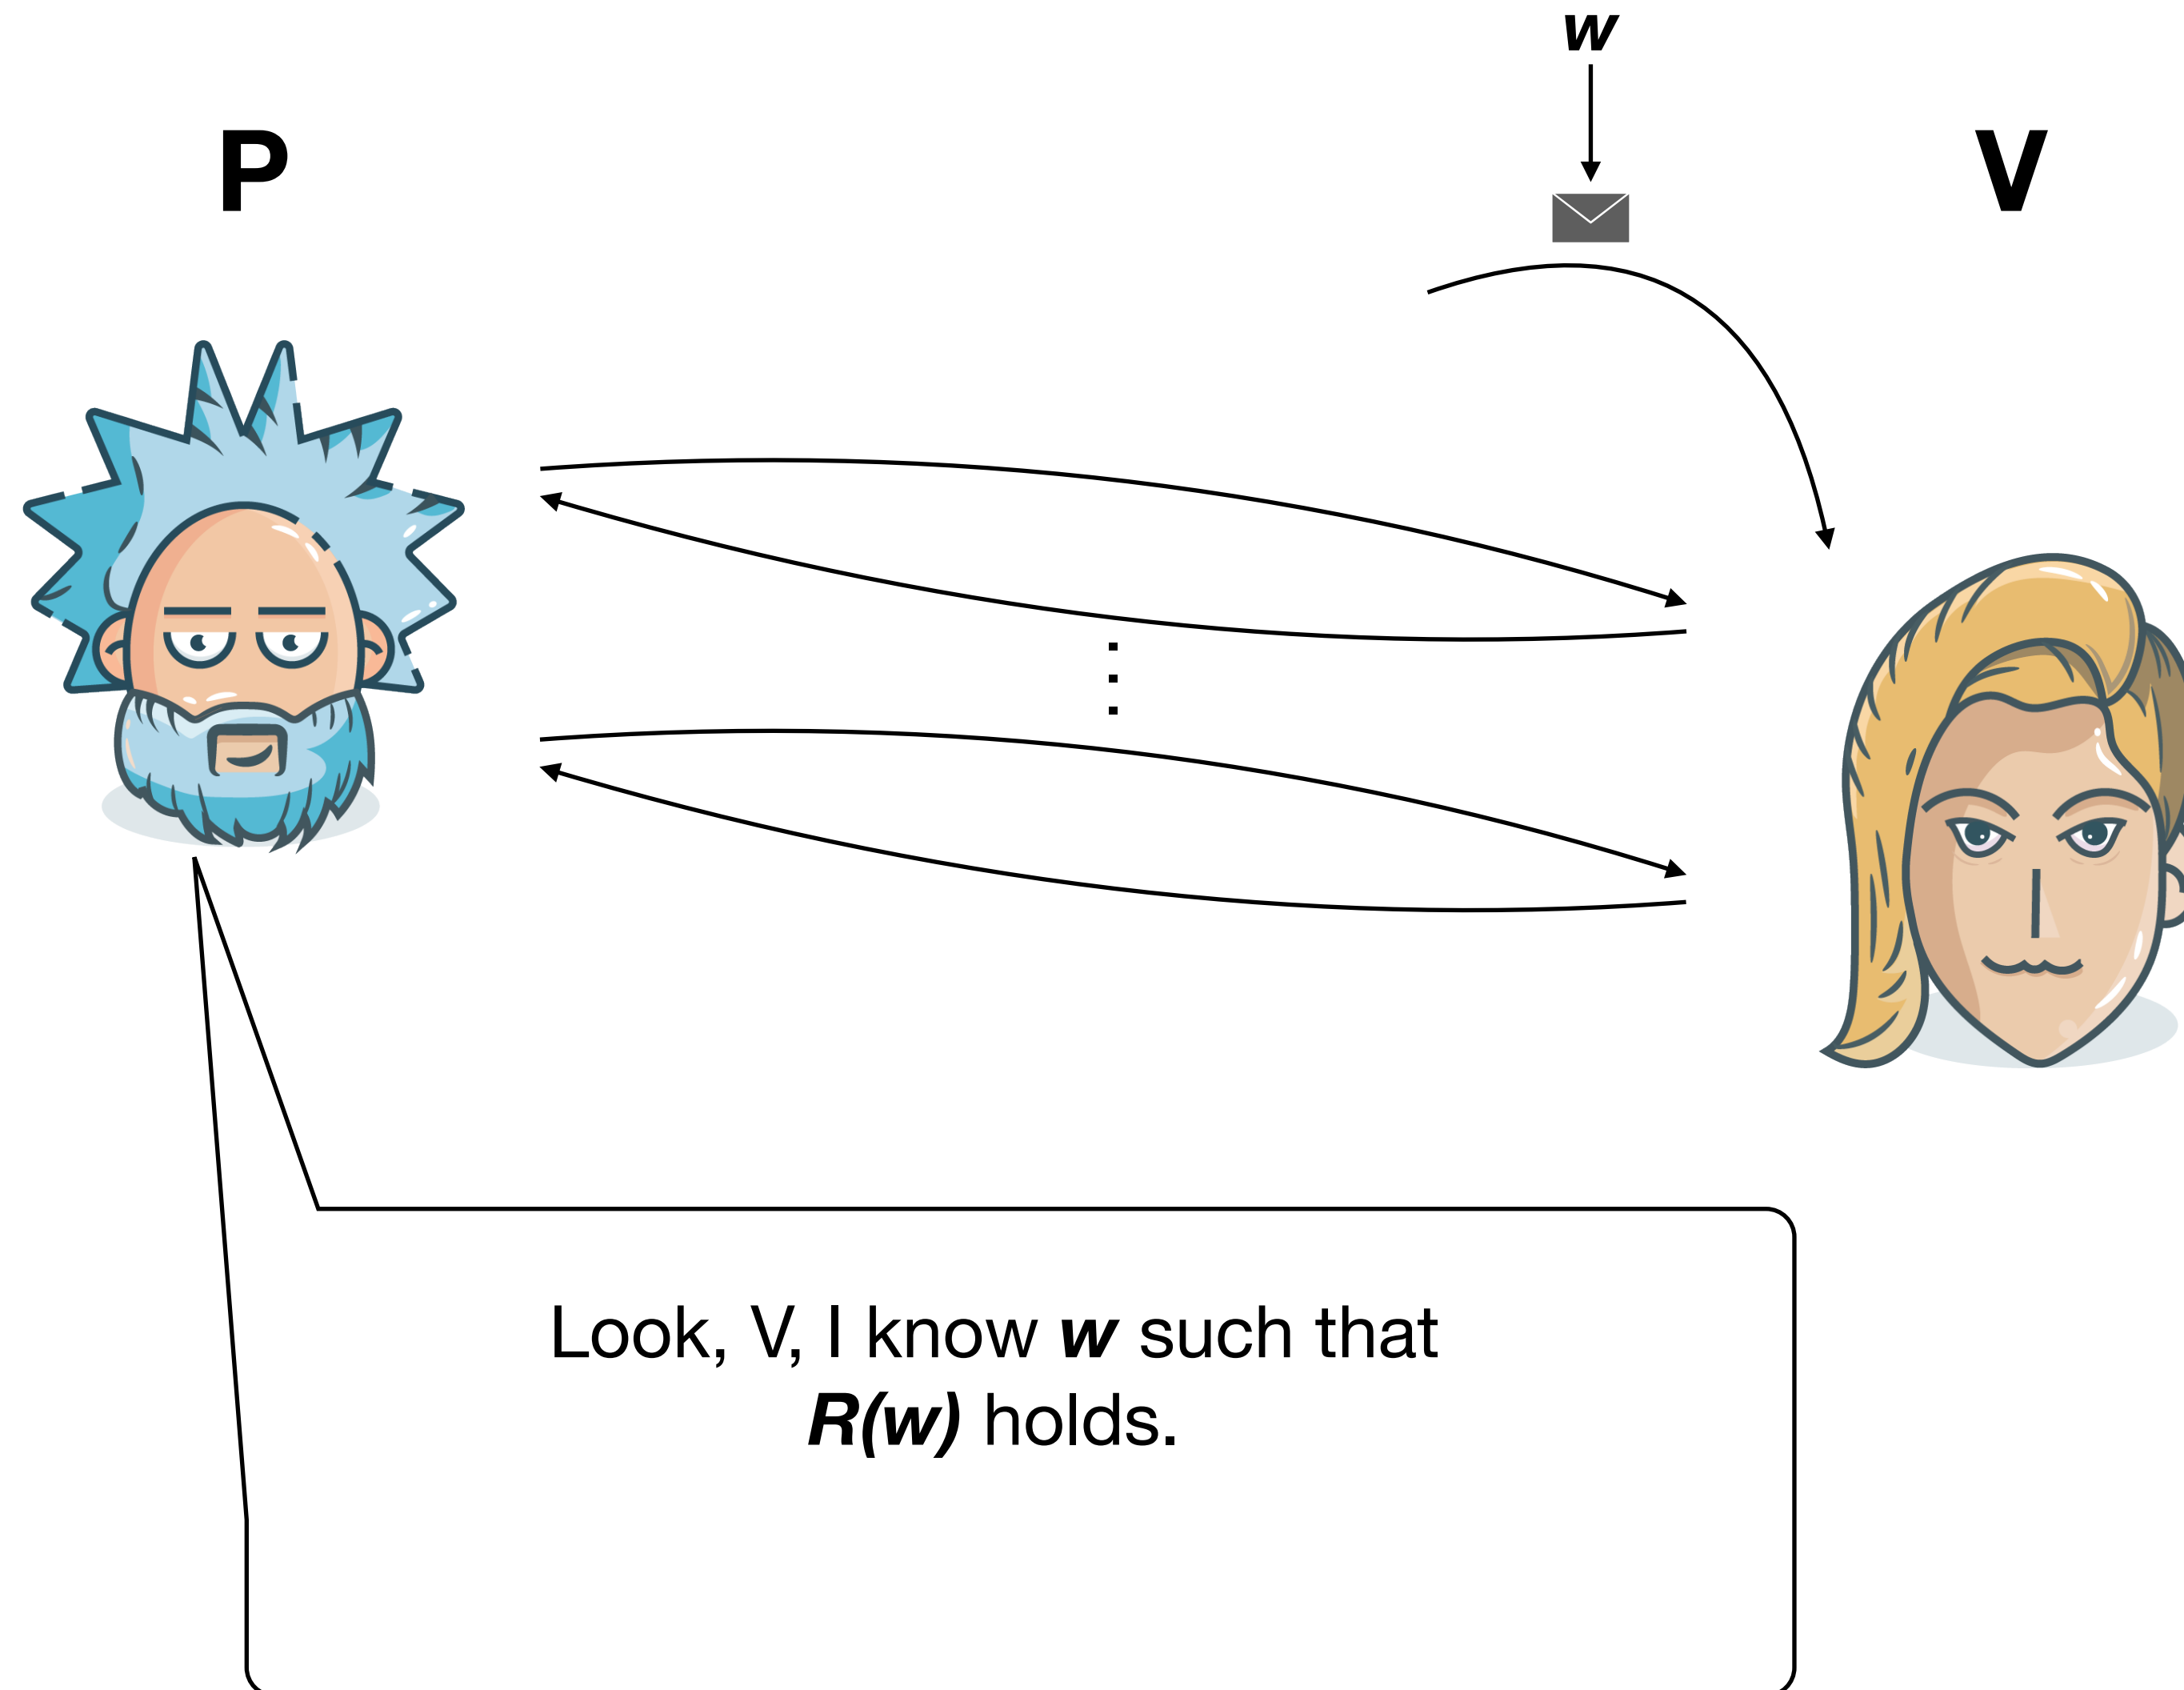 w
P
V
Look, V, I know w such that
R(w) holds.